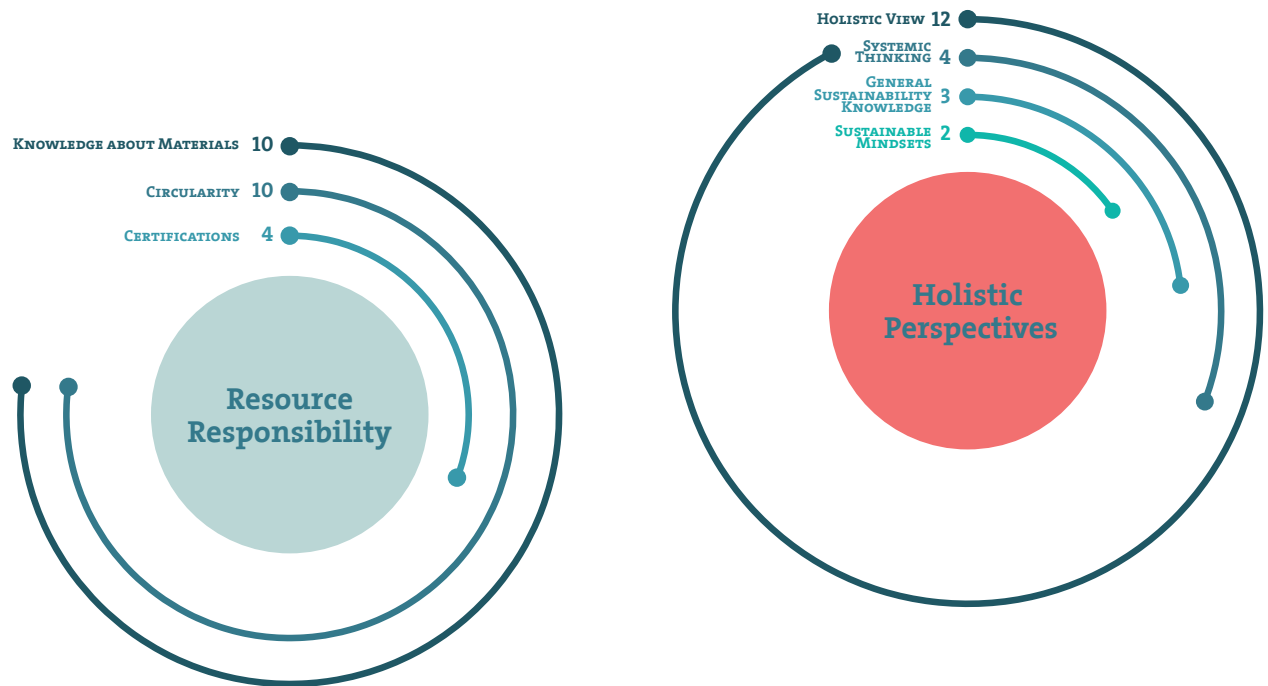 Knowledge about Materials 10
Circularity 10
Certifications 4
Resource
Responsibility
Holistic View 12
Systemic
Thinking 4
General
Sustainability 3
Knowledge
Sustainable
Mindsets 2
Holistic
Perspectives